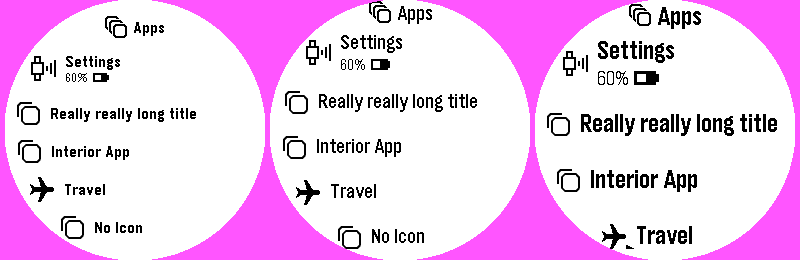 Apps
Settings
60%
Really really long title
Interior App
Travel
No Icon
Apps
Settings
60%
Really really long title
Interior App
Travel
No Icon
Apps
Settings
60%
Really really long title
Interior App
Travel